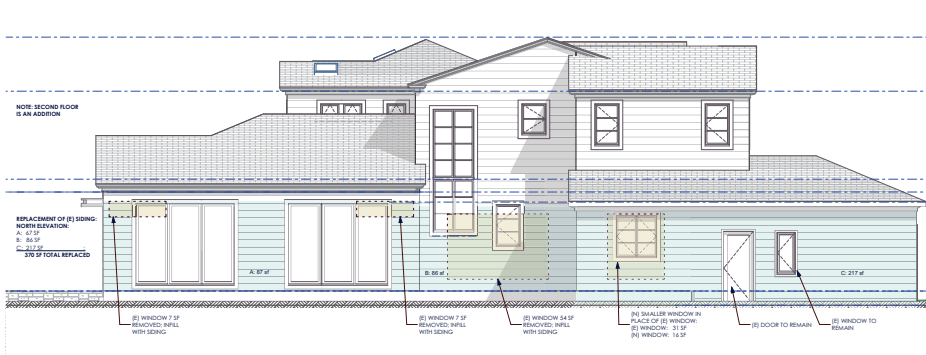 NOTE: SECOND FLOOR
IS AN ADDITION
REPLACEMENT OF (E) SIDING:
NORTH ELEVATION:
A: 67 SF
B: 86 SF
C: 217 SF
370 SF TOTAL REPLACED
A: 87 sf
B: 86 sf
C: 217 sf
(E) WINDOW 7 SF
REMOVED; INFILL
WITH SIDING
(E) WINDOW 7 SF
REMOVED; INFILL
WITH SIDING
(E) WINDOW 54 SF
REMOVED; INFILL
WITH SIDING
(N) SMALLER WINDOW IN
PLACE OF (E) WINDOW:
(E) WINDOW: 31 SF
(N) WINDOW: 16 SF
(E) DOOR TO REMAIN
(E) WINDOW TO
REMAIN